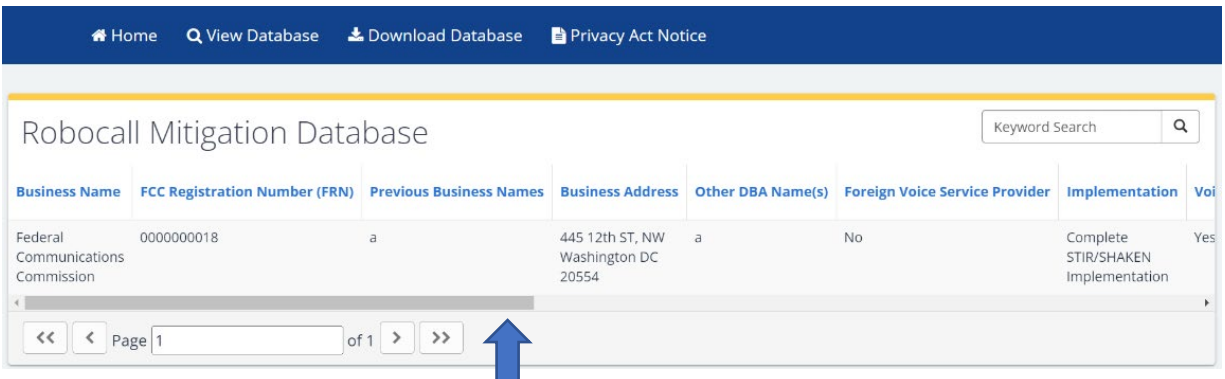 Home View Database Download Database Privacy Act Notice
Robocall Mitigation Database
Keyword Search
Business Name FCC Registration Number (FRN) Previous Business Names Business Address Other DBA Name(s) Foreign Voice Service Provider Implementation Voi
Federal 0000000018 a 445 12th ST, NW a No Complete Yes
Communications Washington DC STIR/SHAKEN
Commission 20554 Implementation
<< < Page 1 of 1 > >>